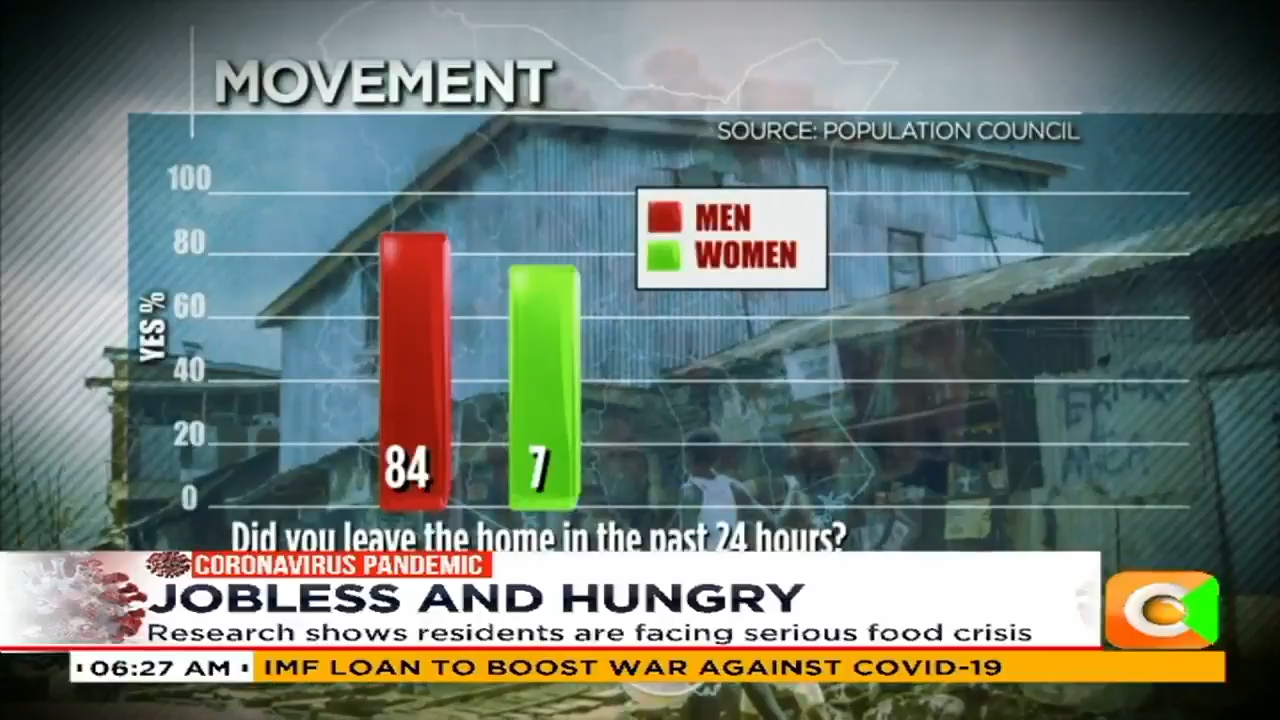 MOVEMENT
SOURCE: POPULATION COUNCIL
100
80
60
40
20
0
YES %
MEN
WOMEN
84
7
Did you leave the home in the past 24 hours?
CORONAVIRUS PANDEMIC
JOBLESS AND HUNGRY
Research shows residents are facing serious food crisis
06:27 AM
IMF LOAN TO BOOST WAR AGAINST COVID-19
C